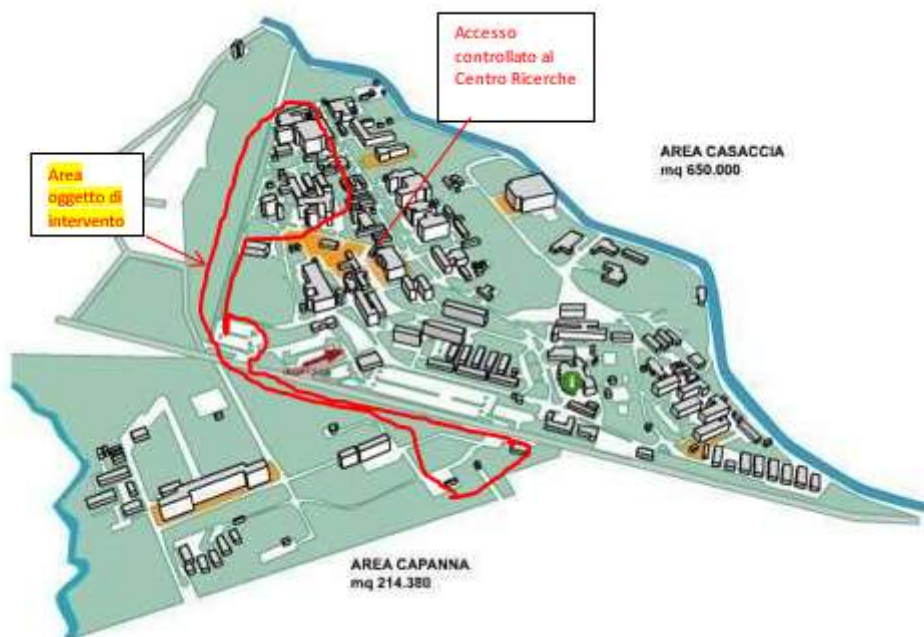 Accesso
controllato al
Centro Ricerche
AREA CASACCIA
mq 650.000
Area
oggetto di
intervento
AREA CAPANNA
mq 214.380